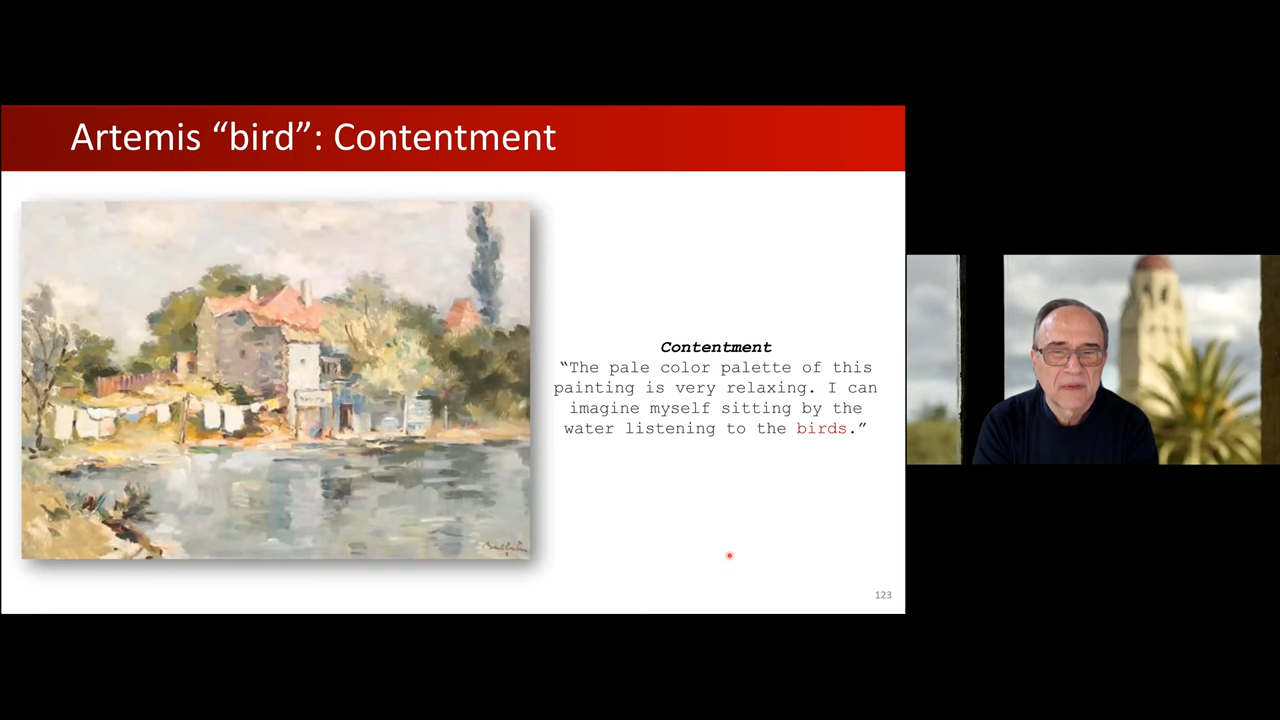 Artemis “bird”: Contentment
Contentment
“The pale color palette of this
painting is very relaxing. I can
imagine myself sitting by the
water listening to the birds.”
123